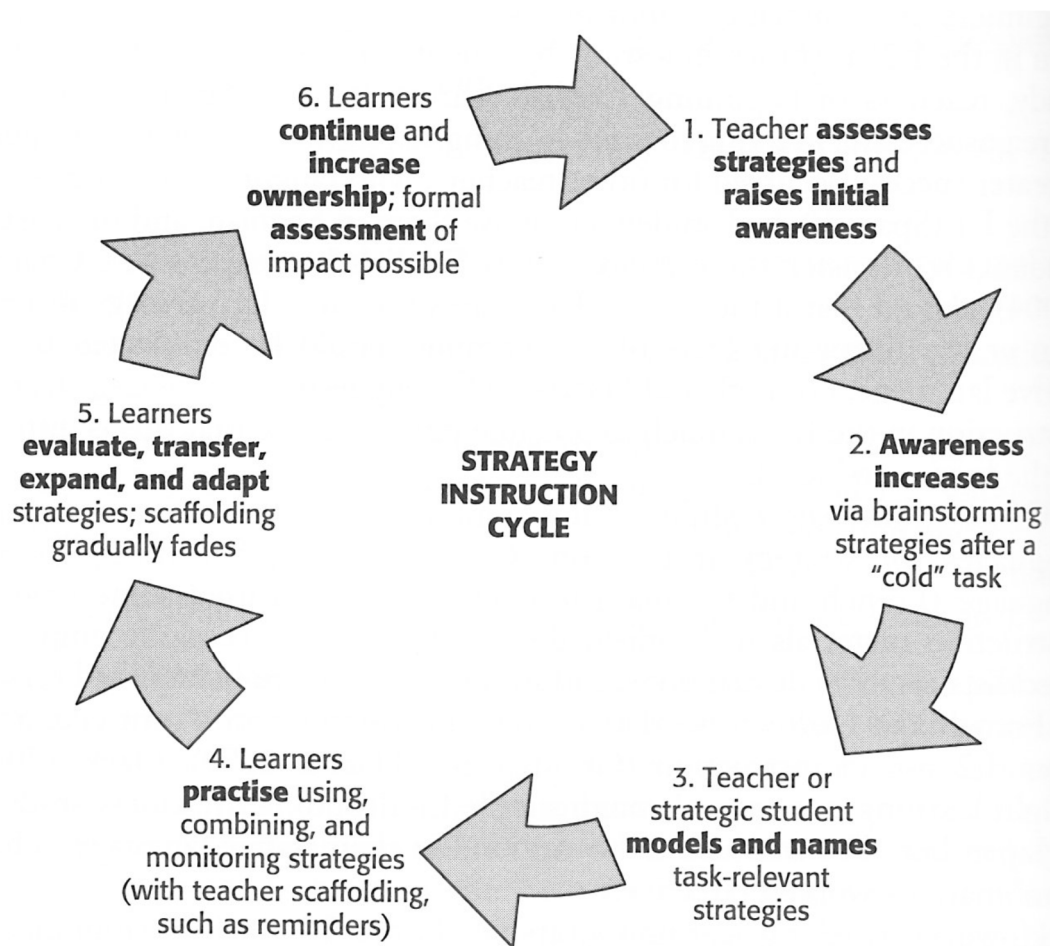 6. Learners
continue and
increase
ownership; formal
assessment of
impact possible
1. Teacher assesses
strategies and
raises initial
awareness
2. Awareness
increases
via brainstorming
strategies after a
"cold" task
3. Teacher or
strategic student
models and names
task-relevant
strategies
4. Learners
practise using,
combining, and
monitoring strategies
(with teacher scaffolding,
such as reminders)
5. Learners
evaluate, transfer,
expand, and adapt
strategies; scaffolding
gradually fades
STRATEGY
INSTRUCTION
CYCLE